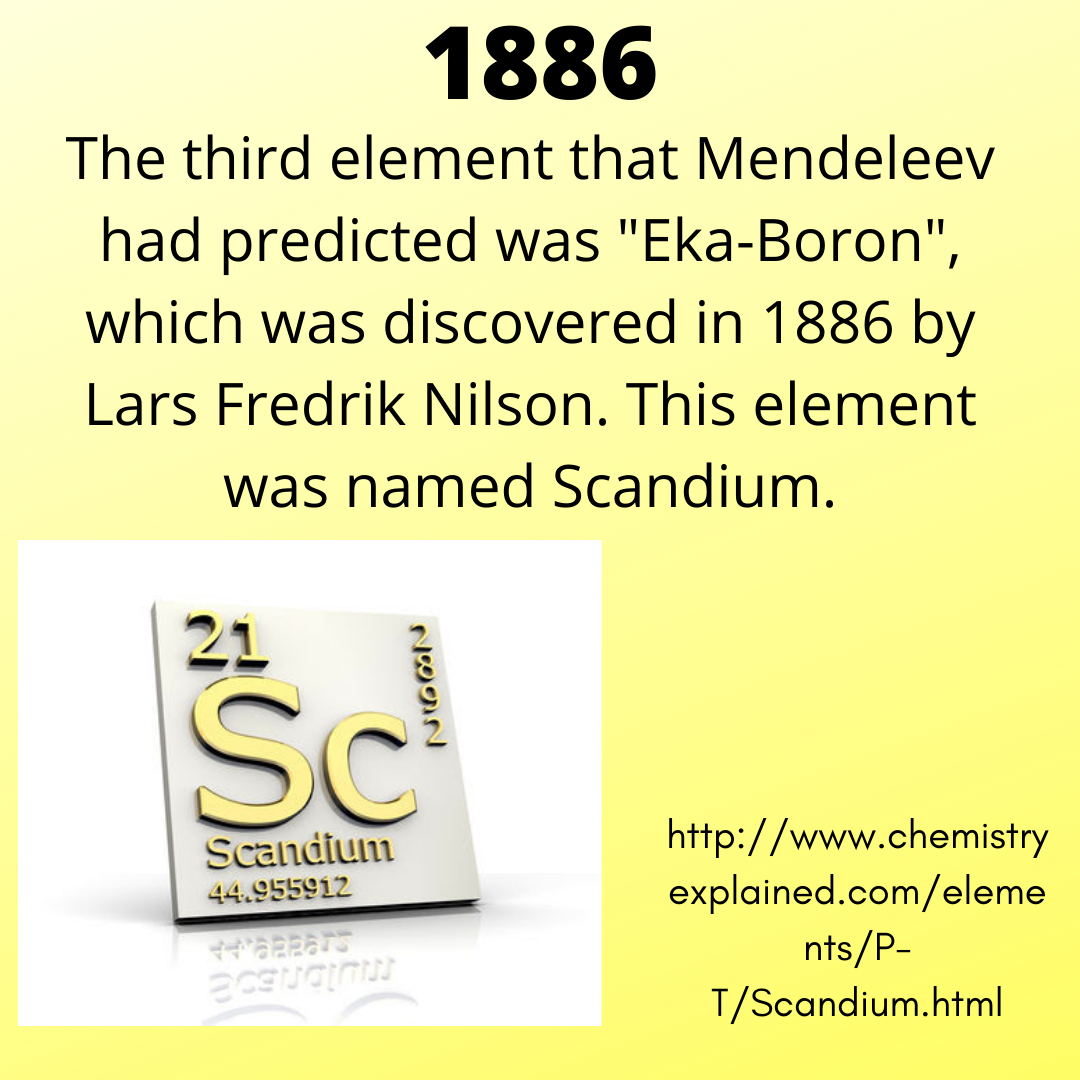 1886
The third element that Mendeleev
had predicted was "Eka-Boron",
which was discovered in 1886 by
Lars Fredrik Nilson. This element
was named Scandium.
21
2
8
9
2
Sc
Scandium
44.955912
http://www.chemistry
explained.com/eleme
nts/P-
T/Scandium.html